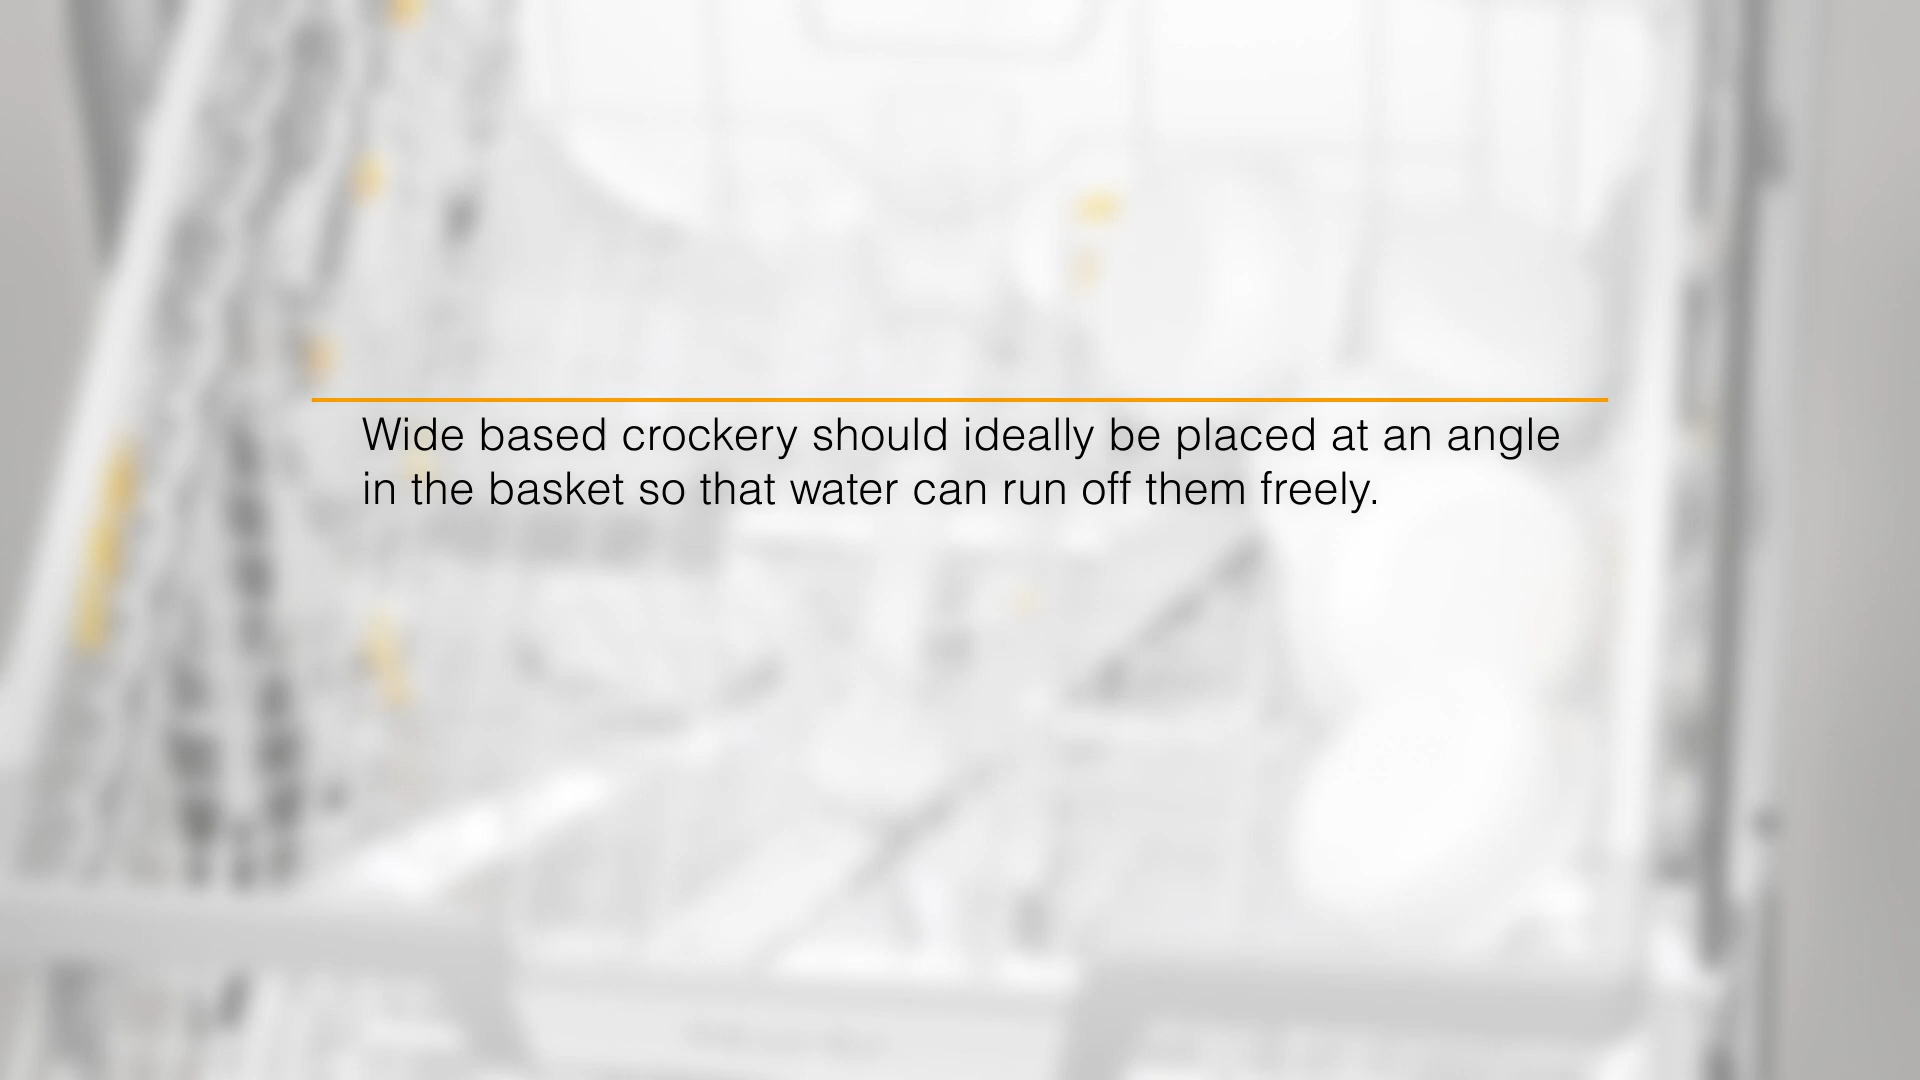 Wide based crockery should ideally be placed at an angle
in the basket so that water can run off them freely.